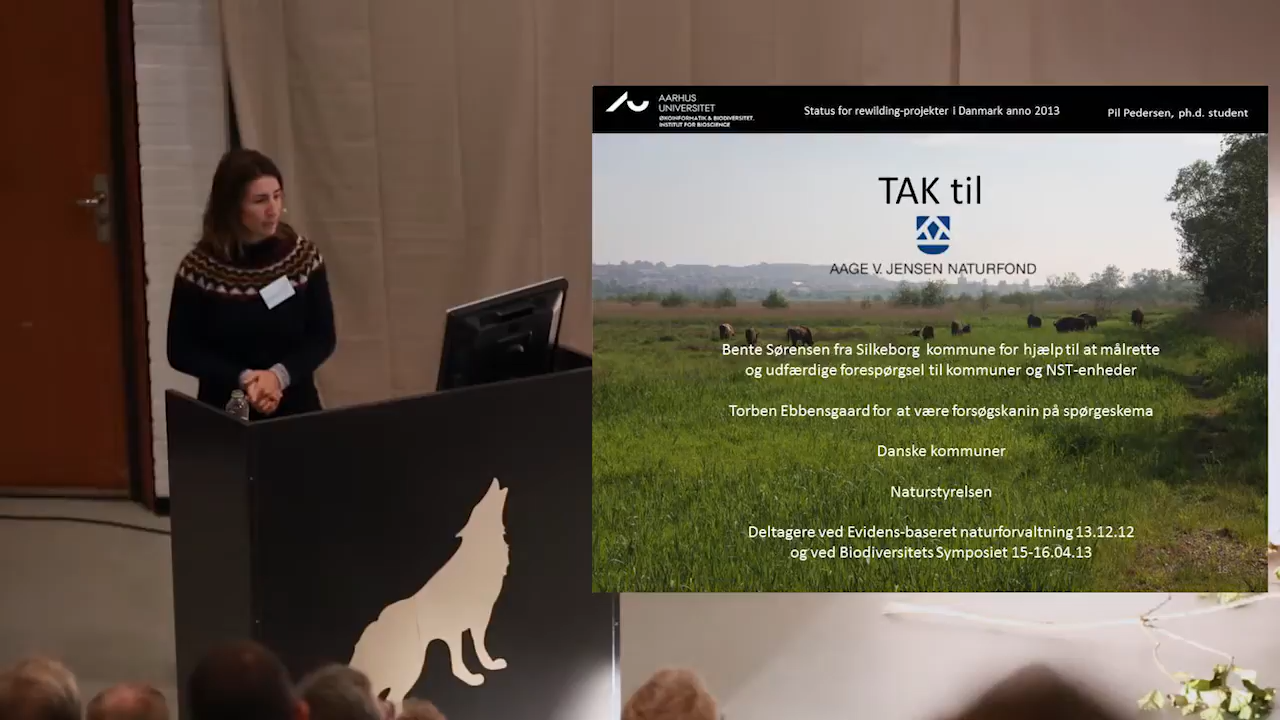 AARHUS
UNIVERSITET
ØKOINFORMATIK & BIODIVERSITET,
INSTITUT FOR BIOSCIENCE
Status for rewilding-projekter i Danmark anno 2013
Pil Pedersen, ph.d. student
TAK til
AAGE V. JENSEN NATURFOND
Bente Sørensen fra Silkeborg kommune for hjælp til at målrette
og udfærdige forespørgsel til kommuner og NST-enheder
Torben Ebbensgaard for at være forsøgskanin på spørgeskema
Danske kommuner
Naturstyrelsen
Deltagere ved Evidens-baseret naturforvaltning 13.12.12
og ved Biodiversitets Symposiet 15-16.04.13